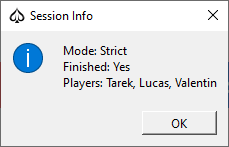 Session Info
Mode: Strict
Finished: Yes
Players: Tarek, Lucas, Valentin
OK